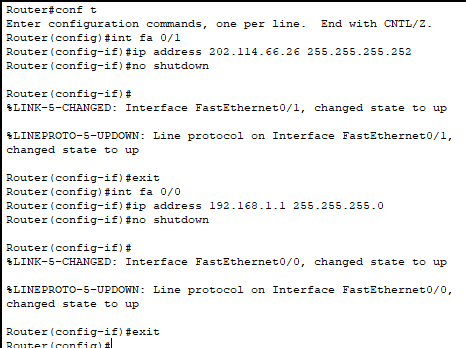 Router#conf t
Enter configuration commands, one per line.  End with CNTL/Z.
Router(config)#int fa 0/1
Router(config-if)#ip address 202.114.66.26 255.255.255.252
Router(config-if)#no shutdown
Router(config-if)#
%LINK-5-CHANGED: Interface FastEthernet0/1, changed state to up
%LINEPROTO-5-UPDOWN: Line protocol on Interface FastEthernet0/1,
changed state to up
Router(config-if)#exit
Router(config)#int fa 0/0
Router(config-if)#ip address 192.168.1.1 255.255.255.0
Router(config-if)#no shutdown
Router(config-if)#
%LINK-5-CHANGED: Interface FastEthernet0/0, changed state to up
%LINEPROTO-5-UPDOWN: Line protocol on Interface FastEthernet0/0,
changed state to up
Router(config-if)#exit
Router(config)#